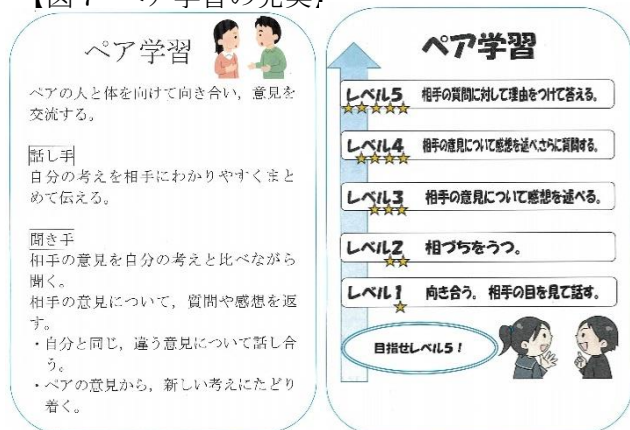 【図7 ペア学習の充実】
ペア学習
ペアの人と体を向けて向き合い，意見を
交流する。
話し手
自分の考えを相手にわかりやすくまと
めて伝える。
聞き手
相手の意見を自分の考えと比べながら
聞く。
相手の意見について，質問や感想を返
す。
・自分と同じ，違う意見について話し合
う。
・ペアの意見から，新しい考えにたどり
着く。
ペア学習
レベル5 相手の質問に対して理由をつけて答える。
レベル4 相手の意見について感想を述べ、さらに質問する。
レベル3 相手の意見について感想を述べる。
レベル2 相づちをうつ。
レベル1 向き合う。相手の目を見て話す。
目指せレベル5！